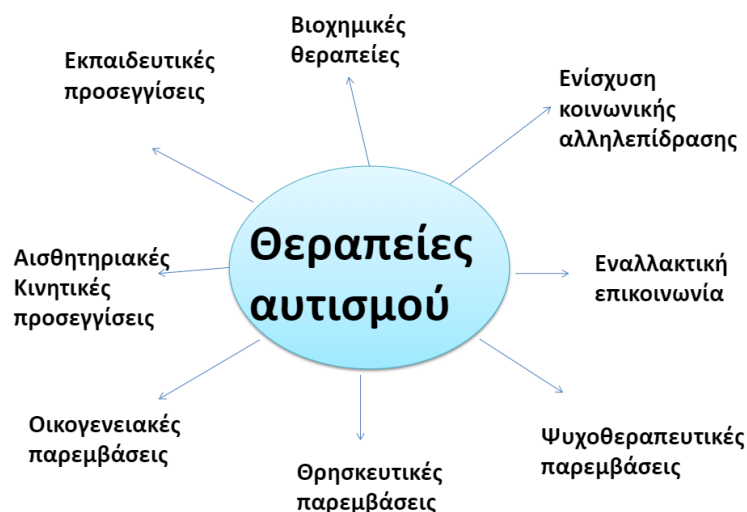 Βιοχημικές
θεραπείες
Εκπαιδευτικές
προσεγγίσεις
Ενίσχυση
κοινωνικής
αλληλεπίδρασης
Θεραπείες
αυτισμού
Αισθητηριακές
Κινητικές
προσεγγίσεις
Εναλλακτική
επικοινωνία
Οικογενειακές
παρεμβάσεις
Θρησκευτικές
παρεμβάσεις
Ψυχοθεραπευτικές
παρεμβάσεις